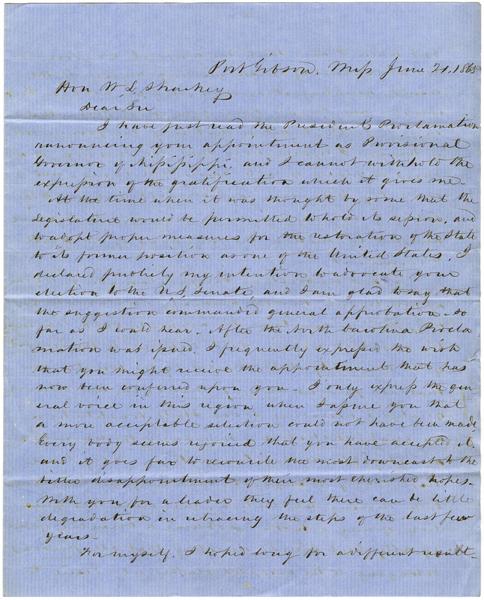 Port Gibson, Miss June 21, 1865
Hon W L Sharkey
Dear Sir
I have just read the President's Proclamation
announcing your appointment as Provisional
Governor of Mississippi, and I cannot withhold the
expression of the gratification which it gives me.
At the time when it was thought by some that the
Legislature would be permitted to hold its session, and
to adopt proper measures for the restoration of the State
to its former position as one of the United States, I
declared publicly my intention to advocate your
election to the U.S. Senate, and I am glad to say that
the suggestion commanded general approbation, so
far as I could hear. After the North Carolina Procla
mation was issued, I frequently expressed the wish
that you might receive the appointment that has
now been conferred upon you. I only express the gen
eral voice in this region when I assure you that
a more acceptable selection could not have been made
Every body seems rejoiced that you have accepted it,
and it goes far to reconcile the most downcast to the
bitter disappointment of their most cherished hopes.
With you for a leader they feel there can be little
degradation in retracing the steps of the last few
years.
For myself, I hoped long for a different result-